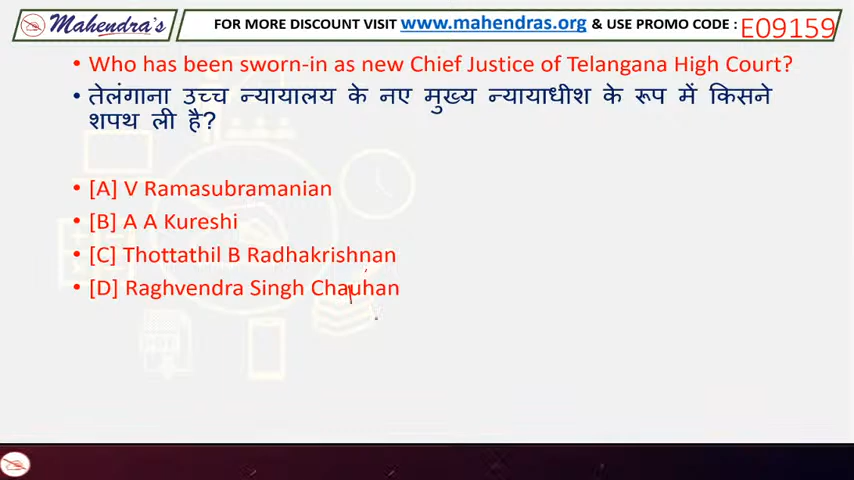 Mahendra's
FOR MORE DISCOUNT VISIT www.mahendras.org & USE PROMO CODE : E09159
• Who has been sworn-in as new Chief Justice of Telangana High Court?
• तेलंगाना उच्च न्यायालय के नए मुख्य न्यायाधीश के रूप में किसने
शपथ ली है?
• [A] V Ramasubramanian
• [B] A A Kureshi
• [C] Thottathil B Radhakrishnan
• [D] Raghvendra Singh Chauhan